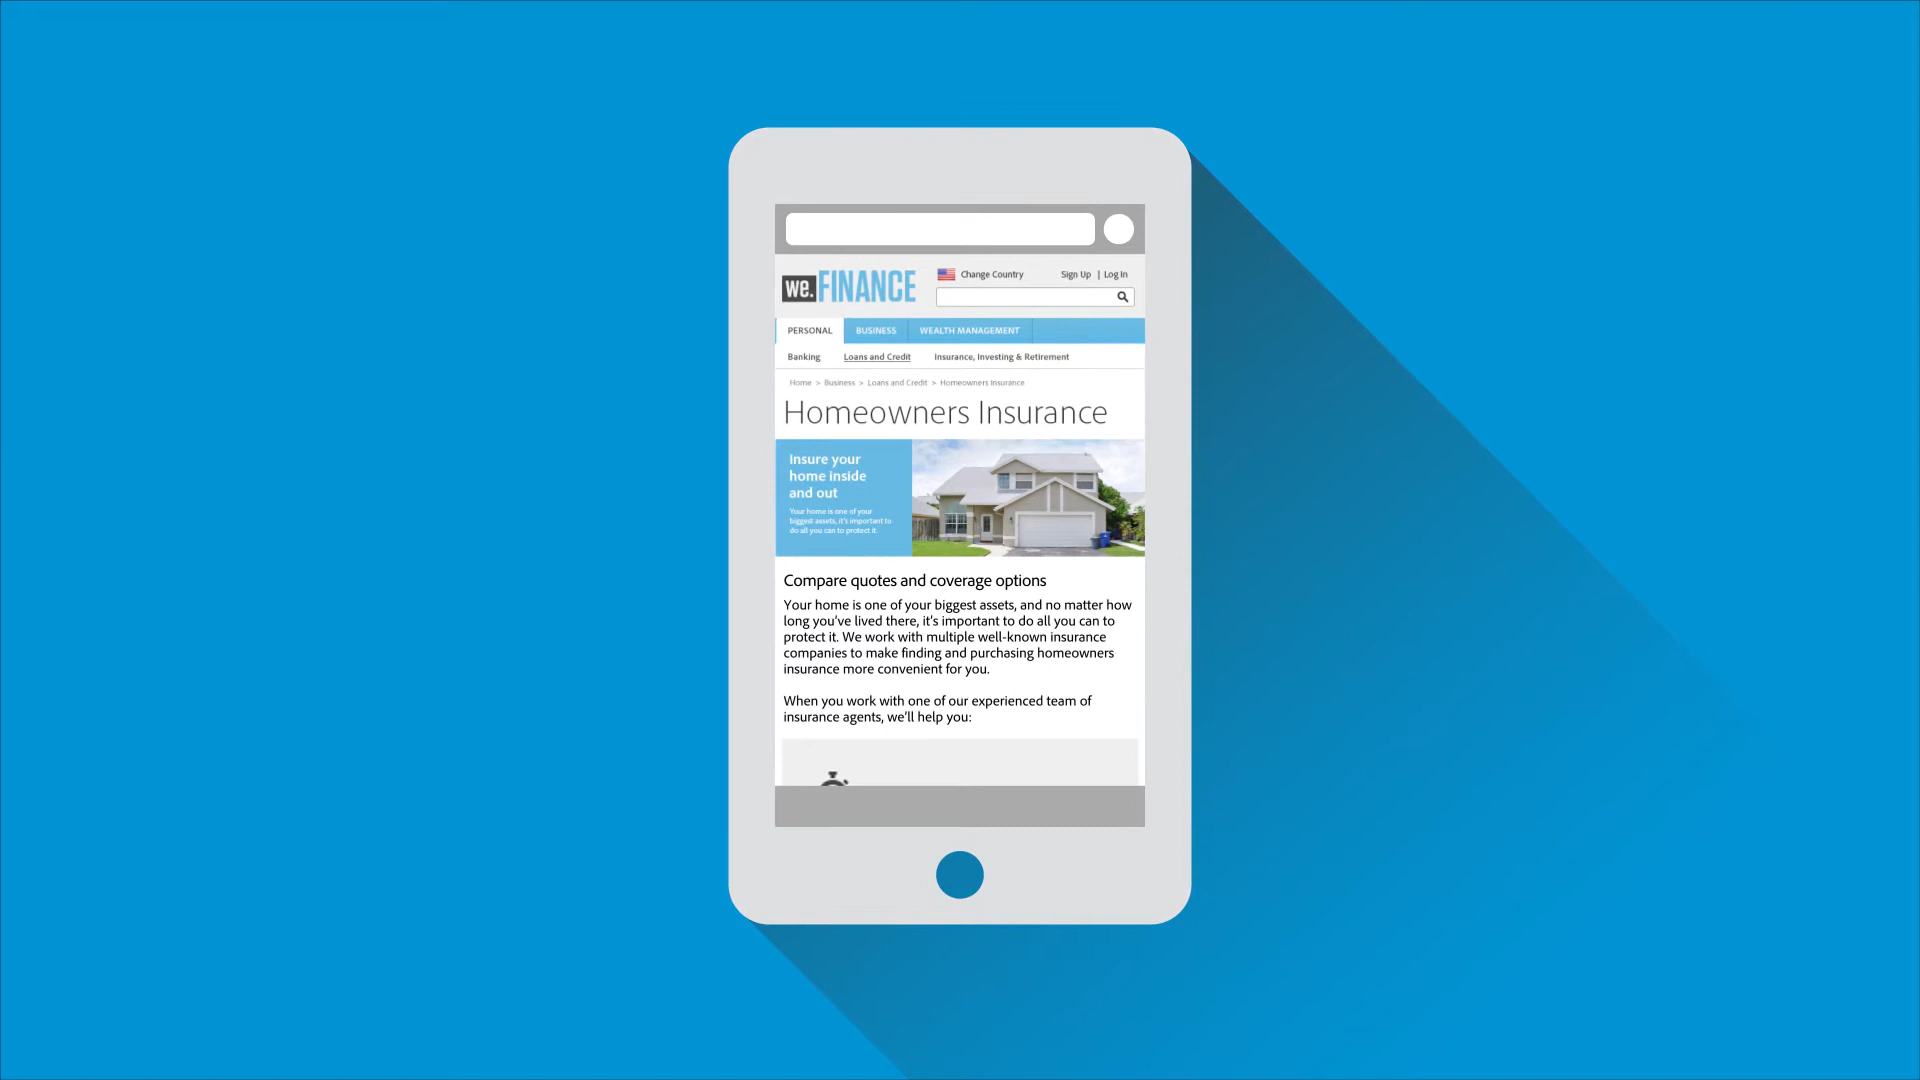 we.FINANCE
Change Country
Sign Up | Log In
PERSONAL BUSINESS WEALTH MANAGEMENT
Banking Loans and Credit Insurance, Investing & Retirement
Home > Business > Loans and Credit > Homeowners Insurance
Homeowners Insurance
Insure your
home inside
and out
Your home is one of your
biggest assets, it's important to
do all you can to protect it.
Compare quotes and coverage options
Your home is one of your biggest assets, and no matter how
long you've lived there, it's important to do all you can to
protect it. We work with multiple well-known insurance
companies to make finding and purchasing homeowners
insurance more convenient for you.
When you work with one of our experienced team of
insurance agents, we'll help you: